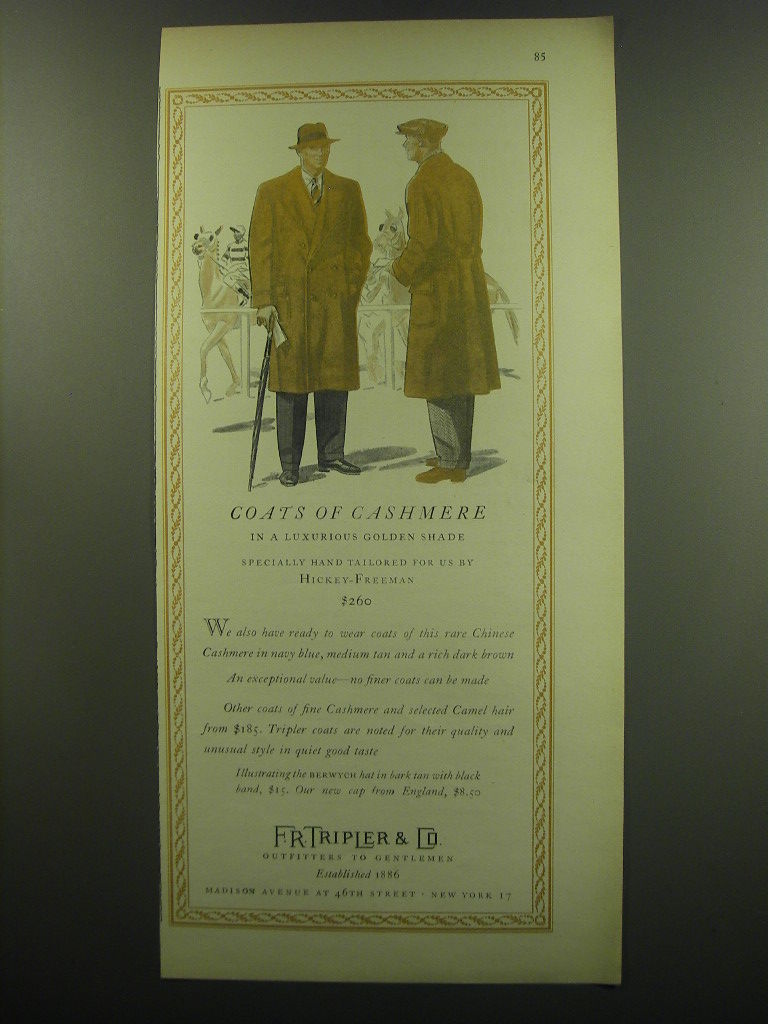 85
COATS OF CASHMERE
IN A LUXURIOUS GOLDEN SHADE
SPECIALLY HAND TAILORED FOR US BY
HICKEY-FREEMAN
$260
We also have ready to wear coats of this rare Chinese
Cashmere in navy blue, medium tan and a rich dark brown
An exceptional value—no finer coats can be made
Other coats of fine Cashmere and selected Camel hair
from $185. Tripler coats are noted for their quality and
unusual style in quiet good taste
Illustrating the BERWYCH hat in bark tan with black
band, $15. Our new cap from England, $8.50
F.R. TRIPLER & CO.
OUTFITTERS TO GENTLEMEN
Established 1886
MADISON AVENUE AT 46TH STREET · NEW YORK 17